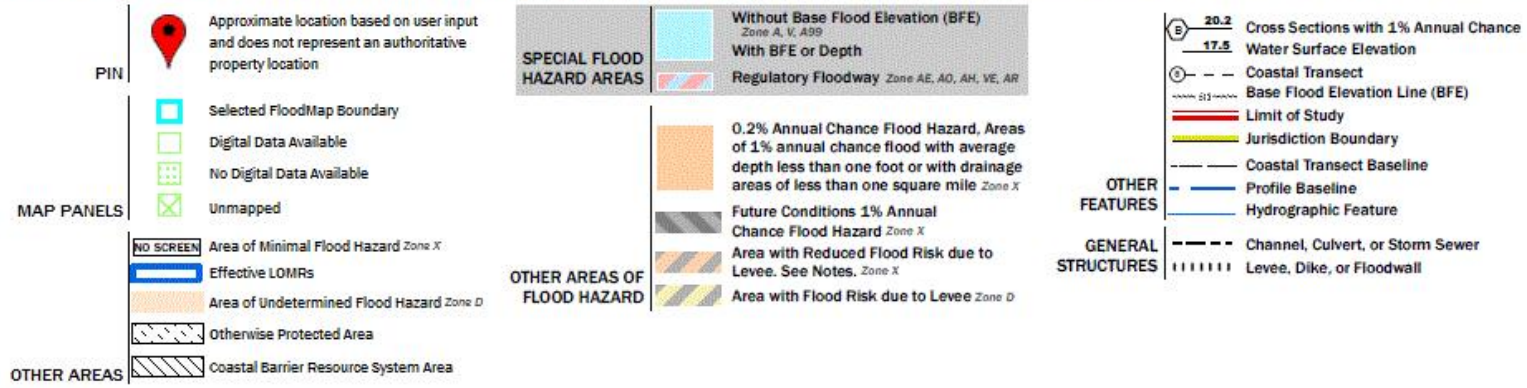 PIN
Approximate location based on user input
and does not represent an authoritative
property location
MAP PANELS
Selected FloodMap Boundary
Digital Data Available
No Digital Data Available
Unmapped
OTHER AREAS
NO SCREEN Area of Minimal Flood Hazard Zone X
Effective LOMRs
Area of Undetermined Flood Hazard Zone D
Otherwise Protected Area
Coastal Barrier Resource System Area
SPECIAL FLOOD
HAZARD AREAS
Without Base Flood Elevation (BFE)
Zone A, V, A99
With BFE or Depth
Regulatory Floodway Zone AE, AO, AH, VE, AR
OTHER AREAS OF
FLOOD HAZARD
0.2% Annual Chance Flood Hazard, Areas
of 1% annual chance flood with average
depth less than one foot or with drainage
areas of less than one square mile Zone X
Future Conditions 1% Annual
Chance Flood Hazard Zone X
Area with Reduced Flood Risk due to
Levee. See Notes. Zone X
Area with Flood Risk due to Levee Zone D
OTHER
FEATURES
B 20.2 Cross Sections with 1% Annual Chance
17.5 Water Surface Elevation
8 Coastal Transect
513 Base Flood Elevation Line (BFE)
Limit of Study
Jurisdiction Boundary
Coastal Transect Baseline
Profile Baseline
Hydrographic Feature
GENERAL
STRUCTURES
Channel, Culvert, or Storm Sewer
Levee, Dike, or Floodwall